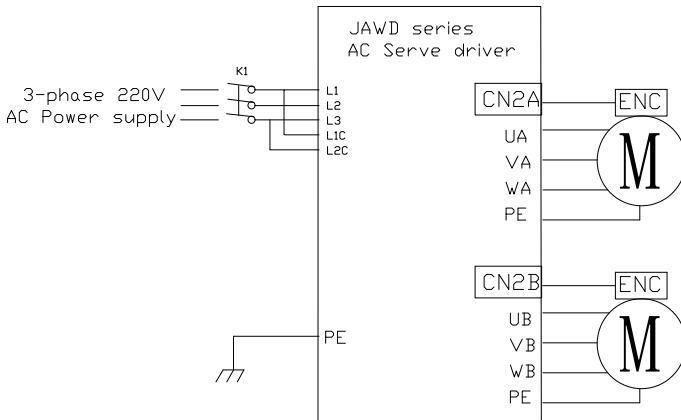 JAWD series
AC Serve driver
K1
3-phase 220V
AC Power supply
L1
L2
L3
L1C
L2C
PE
CN2A
ENC
UA
VA
WA
PE
M
CN2B
ENC
UB
VB
WB
PE
M